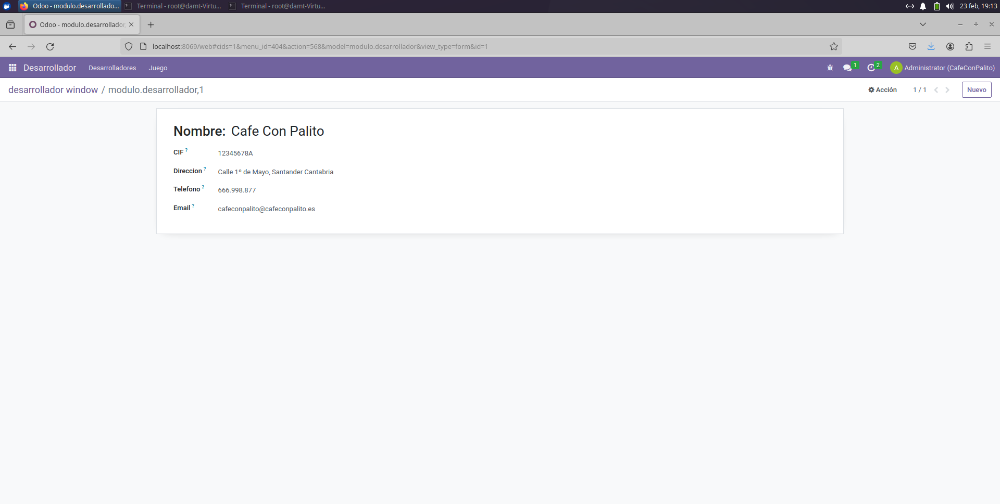 Odoo - modulo.desarrollado... Terminal - root@damt-Virtu... Terminal - root@damt-Virtu... 23 feb, 19:13
Odoo - modulo.desarrollador
localhost:8069/web#cids=1&menu_id=404&action=568&model=modulo.desarrollador&view_type=form&id=1
Desarrollador Desarrolladores Juego 1 2 A Administrator (CafeConPalito)
desarrollador window / modulo.desarrollador,1 Acción 1 / 1 Nuevo
Nombre: Cafe Con Palito
CIF ? 12345678A
Direccion ? Calle 1º de Mayo, Santander Cantabria
Telefono ? 666.998.877
Email ? cafeconpalito@cafeconpalito.es